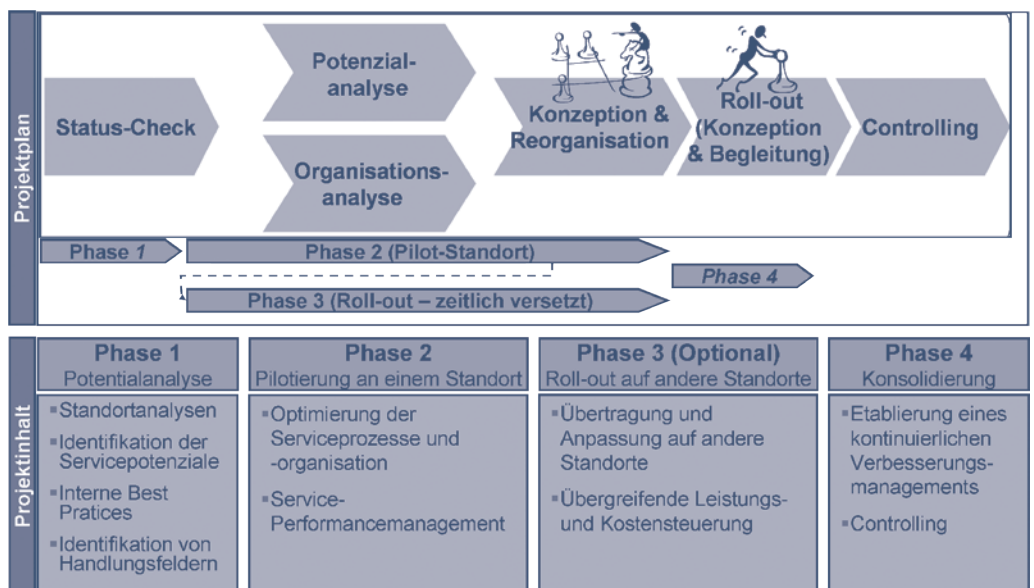 Projektplan
Status-Check
Potenzial-
analyse
Organisations-
analyse
Konzeption &
Reorganisation
Roll-out
(Konzeption
& Begleitung)
Controlling
Phase 1
Phase 2 (Pilot-Standort)
Phase 3 (Roll-out – zeitlich versetzt)
Phase 4
Projektinhalt
Phase 1
Potentialanalyse
▪Standortanalysen
▪Identifikation der
Servicepotenziale
▪Interne Best
Pratices
▪Identifikation von
Handlungsfeldern
Phase 2
Pilotierung an einem Standort
▪Optimierung der
Serviceprozesse und
-organisation
▪Service-
Performancemanagement
Phase 3 (Optional)
Roll-out auf andere Standorte
▪Übertragung und
Anpassung auf andere
Standorte
▪Übergreifende Leistungs-
und Kostensteuerung
Phase 4
Konsolidierung
▪Etablierung eines
kontinuierlichen
Verbesserungs-
managements
▪Controlling